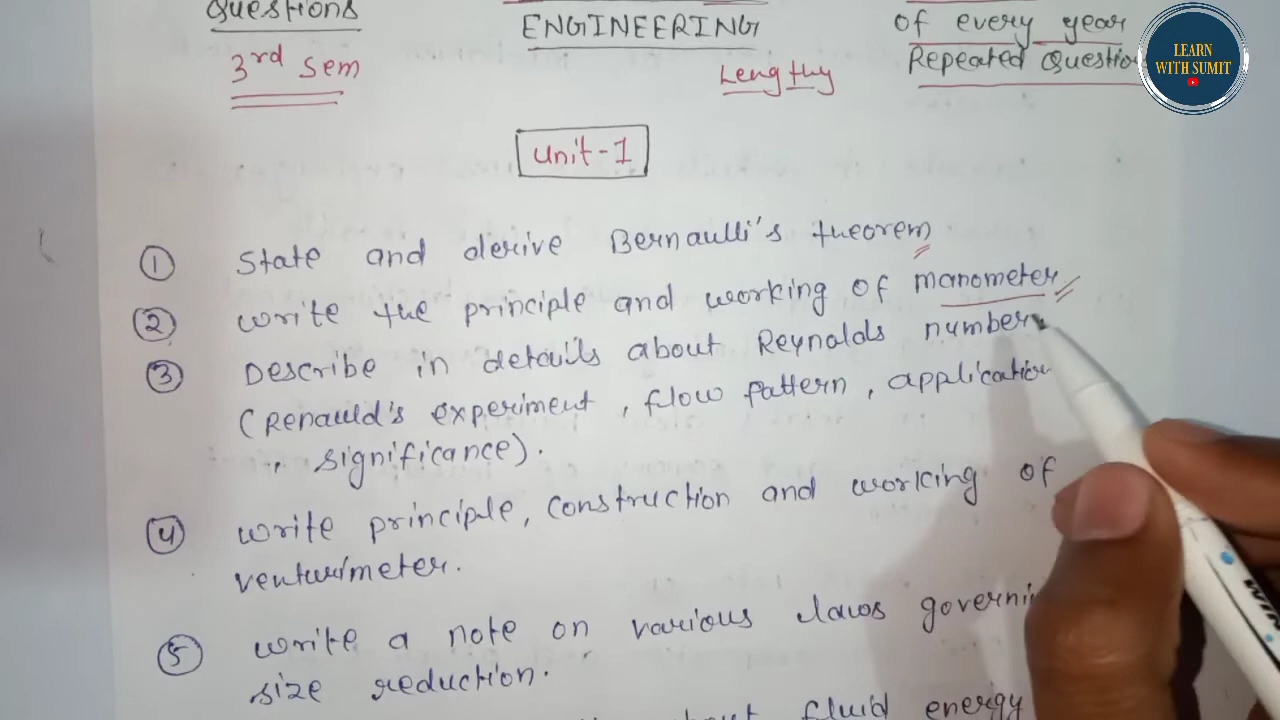 Questions
3rd Sem
ENGINEERING
Lengthy
of every year
Repeated Question
LEARN
WITH SUMIT
Unit-1
① State and derive Bernaulli's theorem
② Write the principle and working of manometer
③ Describe in details about Reynolds number
(Renauld's experiment, flow pattern, application
, significance).
④ Write principle, construction and working of
venturimeter.
⑤ Write a note on various laws governi
size reduction.
fluid energy
WIN